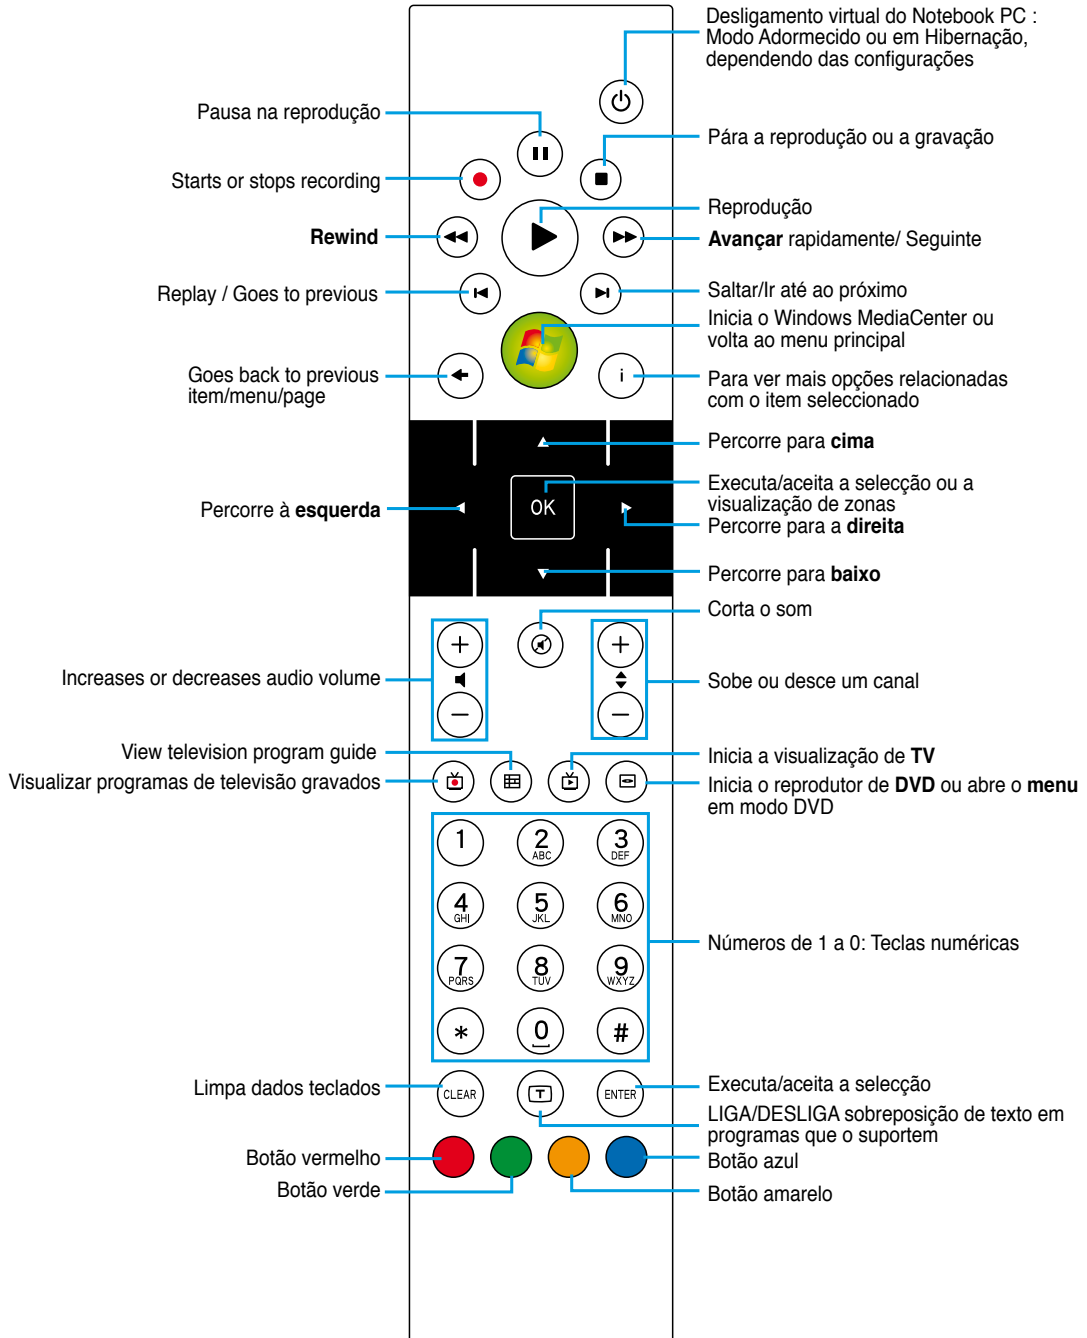 Desligamento virtual do Notebook PC :
Modo Adormecido ou em Hibernação,
dependendo das configurações
Pausa na reprodução
Pára a reprodução ou a gravação
Starts or stops recording
Reprodução
Rewind
Avançar rapidamente/ Seguinte
Replay / Goes to previous
Saltar/Ir até ao próximo
Inicia o Windows MediaCenter ou
volta ao menu principal
Goes back to previous
item/menu/page
i
Para ver mais opções relacionadas
com o item seleccionado
Percorre para cima
Executa/aceita a selecção ou a
visualização de zonas
Percorre à esquerda
OK
Percorre para a direita
Percorre para baixo
Corta o som
Increases or decreases audio volume
Sobe ou desce um canal
View television program guide
Inicia a visualização de TV
Visualizar programas de televisão gravados
Inicia o reprodutor de DVD ou abre o menu
em modo DVD
1 2 3
ABC DEF
4 5 6
GHI JKL MNO
Números de 1 a 0: Teclas numéricas
7 8 9
PQRS TUV WXYZ
* 0 #
Limpa dados teclados
CLEAR T ENTER
Executa/aceita a selecção
LIGA/DESLIGA sobreposição de texto em
programas que o suportem
Botão vermelho
Botão azul
Botão verde
Botão amarelo